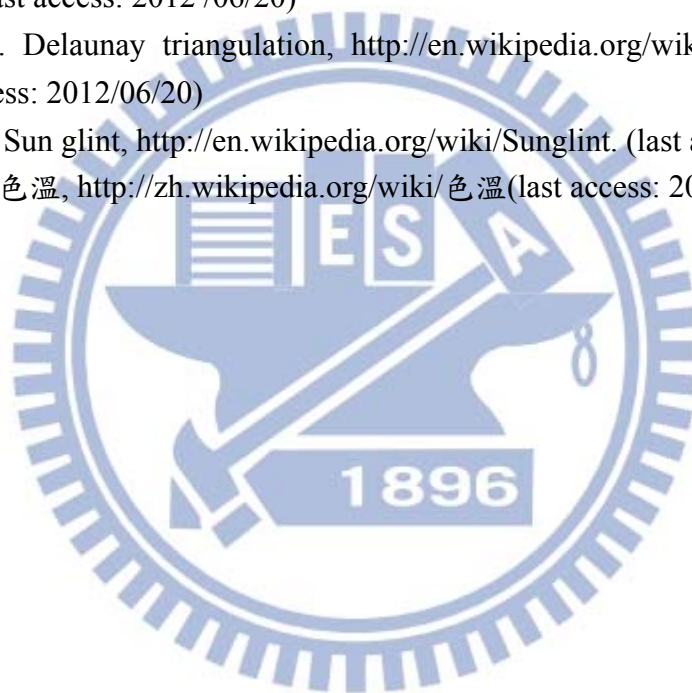 ast access: 2012 /06/20)
. Delaunay triangulation, http://en.wikipedia.org/wik
ess: 2012/06/20)
Sun glint, http://en.wikipedia.org/wiki/Sunglint. (last a
色溫, http://zh.wikipedia.org/wiki/色溫(last access: 20
E S A
1896